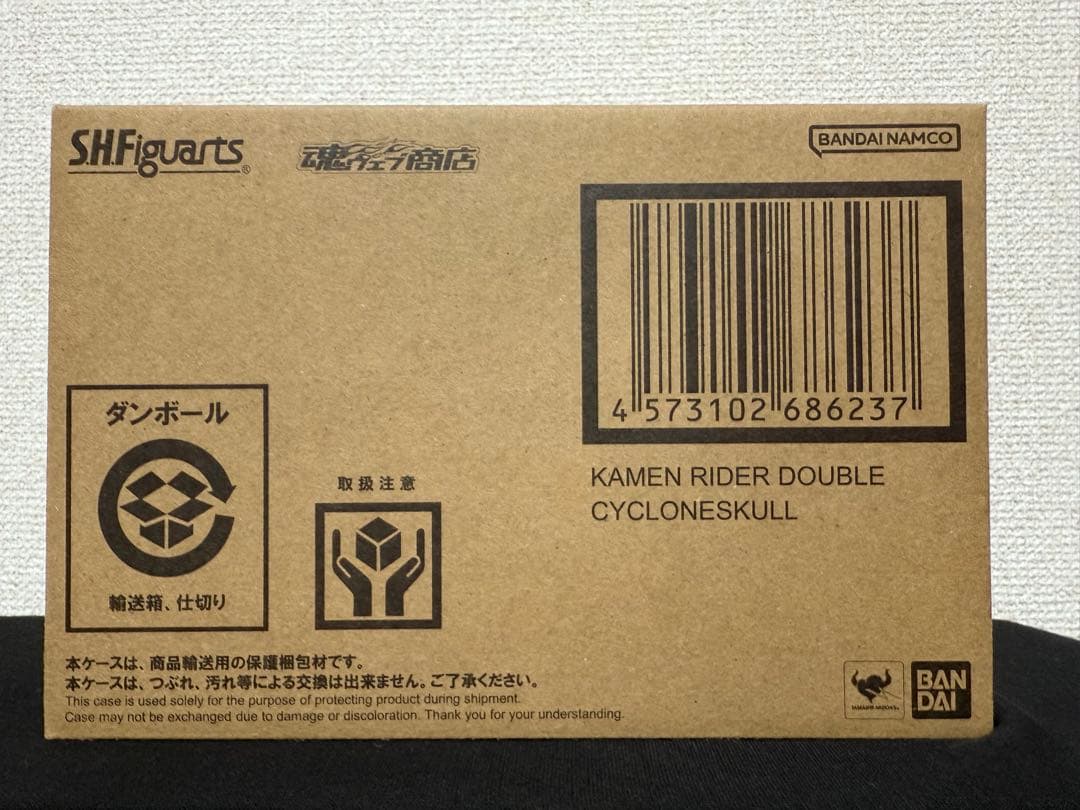 S.H.Figuarts®
魂ウェブ商店
BANDAI NAMCO
4 573102 686237
KAMEN RIDER DOUBLE
CYCLONESKULL
ダンボール
輸送箱、仕切り
取扱注意
本ケースは、商品輸送用の保護梱包材です。
本ケースは、つぶれ、汚れ等による交換は出来ません。ご了承ください。
This case is used solely for the purpose of protecting product during shipment.
Case may not be exchanged due to damage or discoloration. Thank you for your understanding.
TAMASHII NATIONS
BAN
DAI